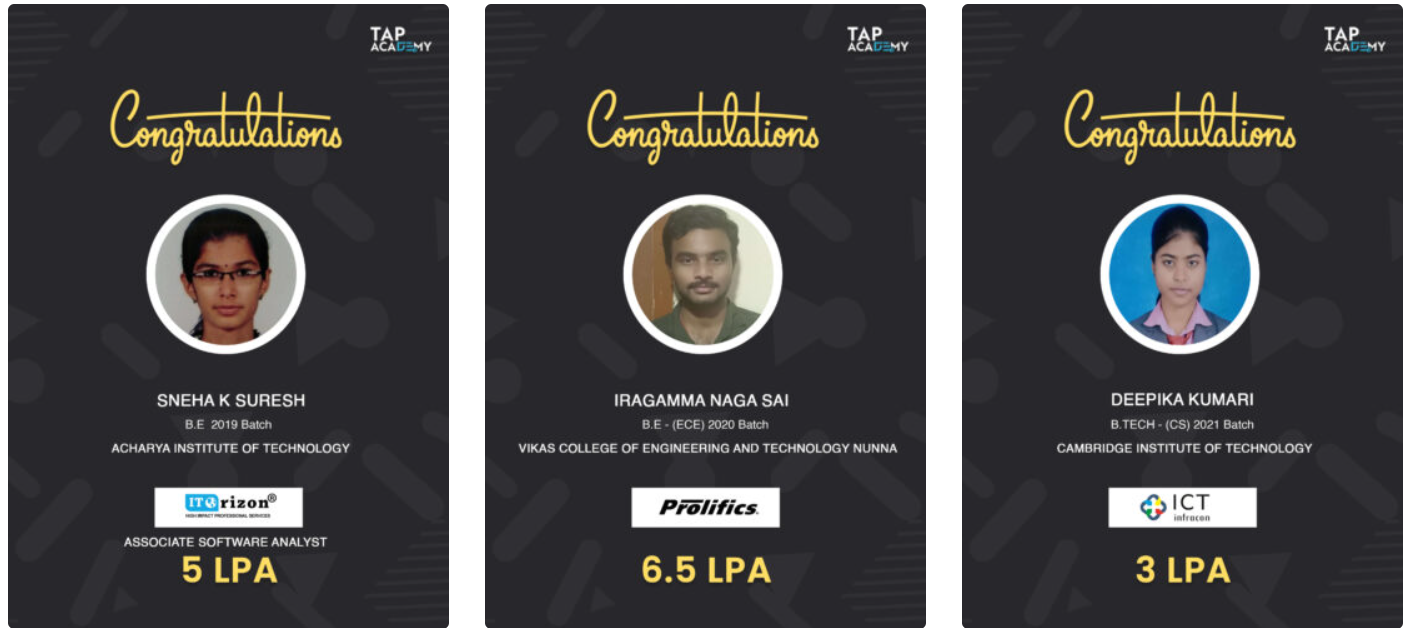 TAP
ACADEMY
Congratulations
SNEHA K SURESH
B.E 2019 Batch
ACHARYA INSTITUTE OF TECHNOLOGY
ITOrizon®
HIGH IMPACT PROFESSIONAL SERVICES
ASSOCIATE SOFTWARE ANALYST
5 LPA
TAP
ACADEMY
Congratulations
IRAGAMMA NAGA SAI
B.E - (ECE) 2020 Batch
VIKAS COLLEGE OF ENGINEERING AND TECHNOLOGY NUNNA
Prolifics
6.5 LPA
TAP
ACADEMY
Congratulations
DEEPIKA KUMARI
B.TECH - (CS) 2021 Batch
CAMBRIDGE INSTITUTE OF TECHNOLOGY
ICT
infracon
3 LPA